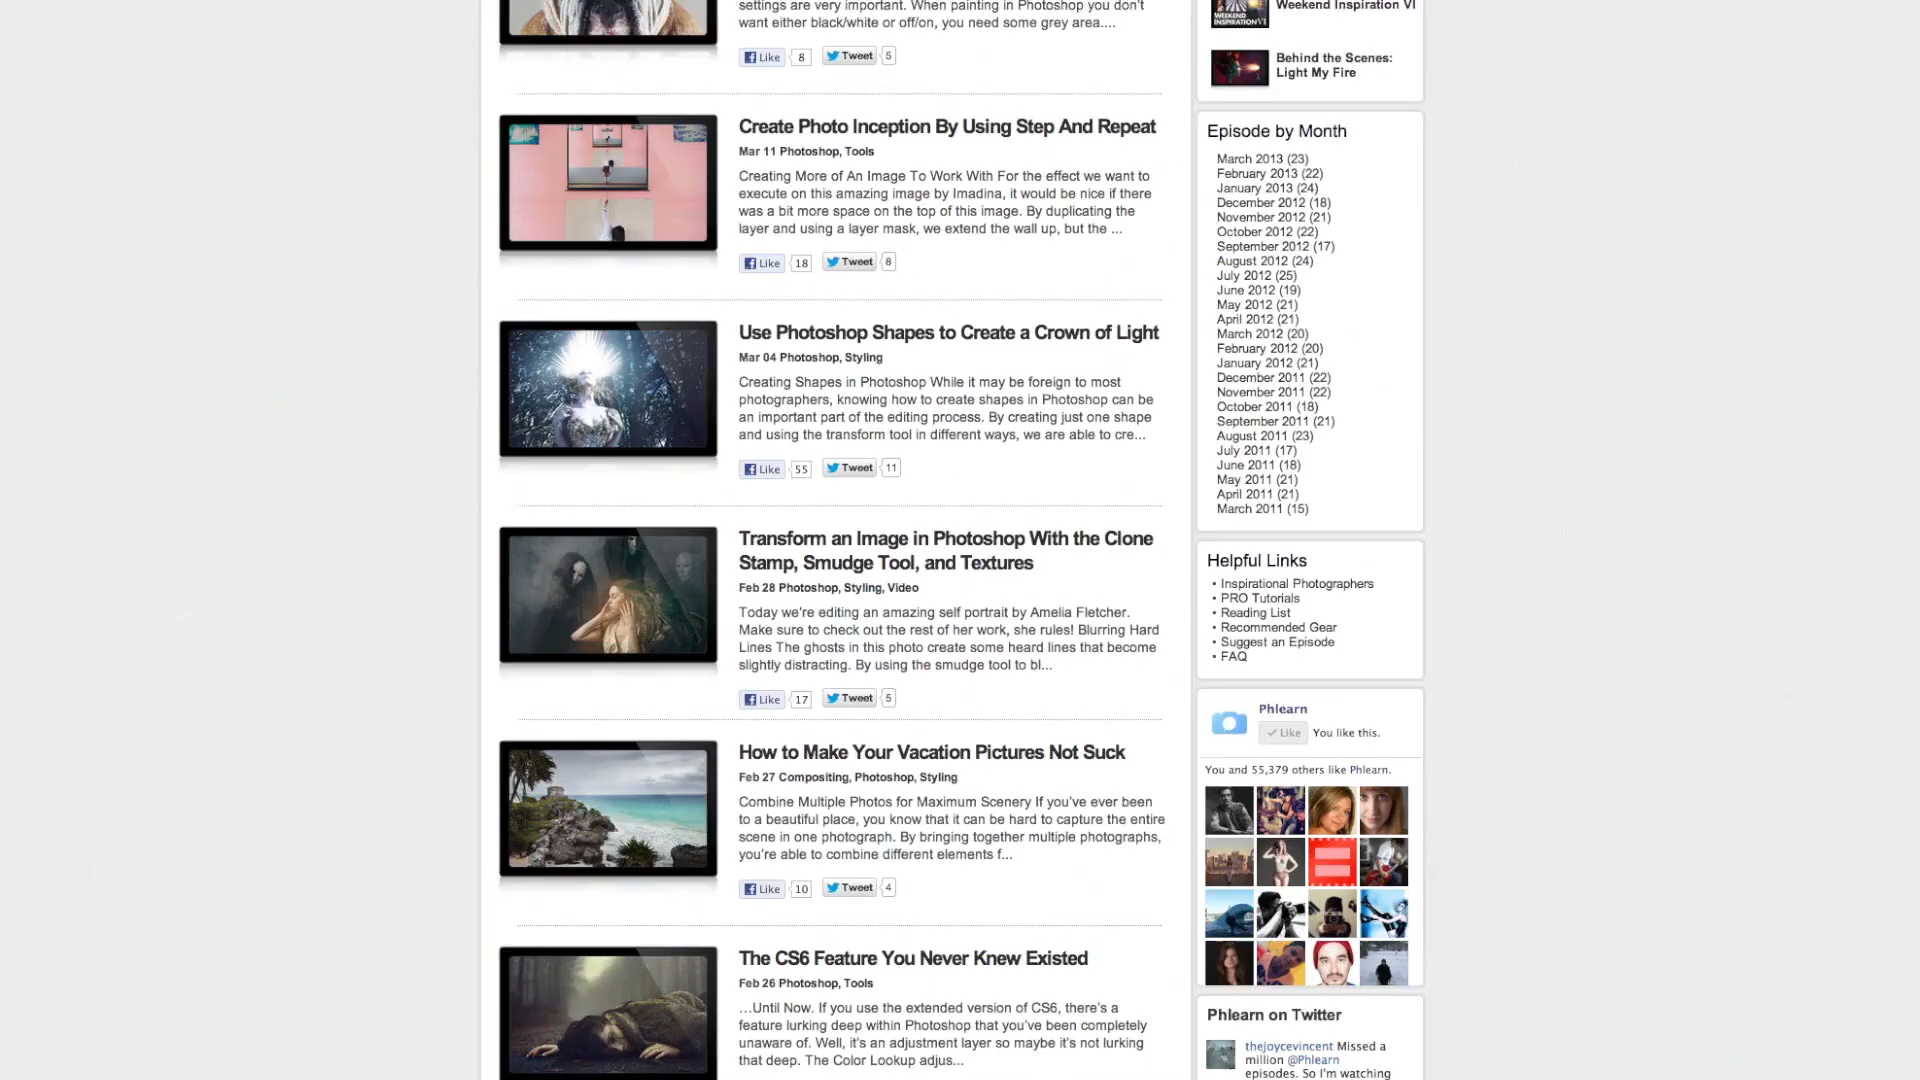 settings are very important. When painting in Photoshop you don't
want either black/white or off/on, you need some grey area....
Like 8 Tweet 5
Create Photo Inception By Using Step And Repeat
Mar 11 Photoshop, Tools
Creating More of An Image To Work With For the effect we want to
execute on this amazing image by Imadina, it would be nice if there
was a bit more space on the top of this image. By duplicating the
layer and using a layer mask, we extend the wall up, but the ...
Like 18 Tweet 8
Use Photoshop Shapes to Create a Crown of Light
Mar 04 Photoshop, Styling
Creating Shapes in Photoshop While it may be foreign to most
photographers, knowing how to create shapes in Photoshop can be
an important part of the editing process. By creating just one shape
and using the transform tool in different ways, we are able to cre...
Like 55 Tweet 11
Transform an Image in Photoshop With the Clone
Stamp, Smudge Tool, and Textures
Feb 28 Photoshop, Styling, Video
Today we're editing an amazing self portrait by Amelia Fletcher.
Make sure to check out the rest of her work, she rules! Blurring Hard
Lines The ghosts in this photo create some heard lines that become
slightly distracting. By using the smudge tool to bl...
Like 17 Tweet 5
How to Make Your Vacation Pictures Not Suck
Feb 27 Compositing, Photoshop, Styling
Combine Multiple Photos for Maximum Scenery If you've ever been
to a beautiful place, you know that it can be hard to capture the entire
scene in one photograph. By bringing together multiple photographs,
you're able to combine different elements f...
Like 10 Tweet 4
The CS6 Feature You Never Knew Existed
Feb 26 Photoshop, Tools
...Until Now. If you use the extended version of CS6, there's a
feature lurking deep within Photoshop that you've been completely
unaware of. Well, it's an adjustment layer so maybe it's not lurking
that deep. The Color Lookup adjus...
WEEKEND
INSPIRATION VI
Weekend Inspiration VI
Behind the Scenes:
Light My Fire
Episode by Month
March 2013 (23)
February 2013 (22)
January 2013 (24)
December 2012 (18)
November 2012 (21)
October 2012 (22)
September 2012 (17)
August 2012 (24)
July 2012 (25)
June 2012 (19)
May 2012 (21)
April 2012 (21)
March 2012 (20)
February 2012 (20)
January 2012 (21)
December 2011 (22)
November 2011 (22)
October 2011 (18)
September 2011 (21)
August 2011 (23)
July 2011 (17)
June 2011 (18)
May 2011 (21)
April 2011 (21)
March 2011 (15)
Helpful Links
• Inspirational Photographers
• PRO Tutorials
• Reading List
• Recommended Gear
• Suggest an Episode
• FAQ
Phlearn
Like You like this.
You and 55,379 others like Phlearn.
Phlearn on Twitter
thejoycevincent Missed a
million @Phlearn
episodes. So I'm watching